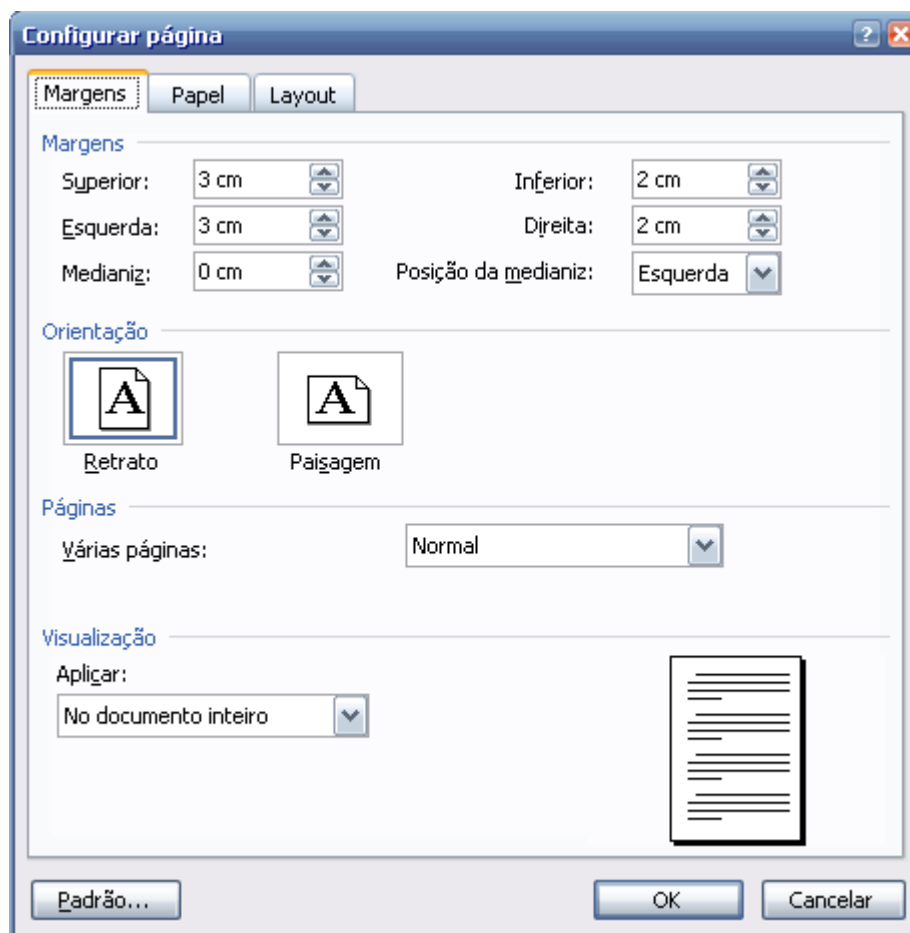 Configurar página
Margens Papel Layout
Margens
Superior: 3 cm Inferior: 2 cm
Esquerda: 3 cm Direita: 2 cm
Medianiz: 0 cm Posição da medianiz: Esquerda
Orientação
A A
Retrato Paisagem
Páginas
Várias páginas: Normal
Visualização
Aplicar:
No documento inteiro
Padrão... OK Cancelar